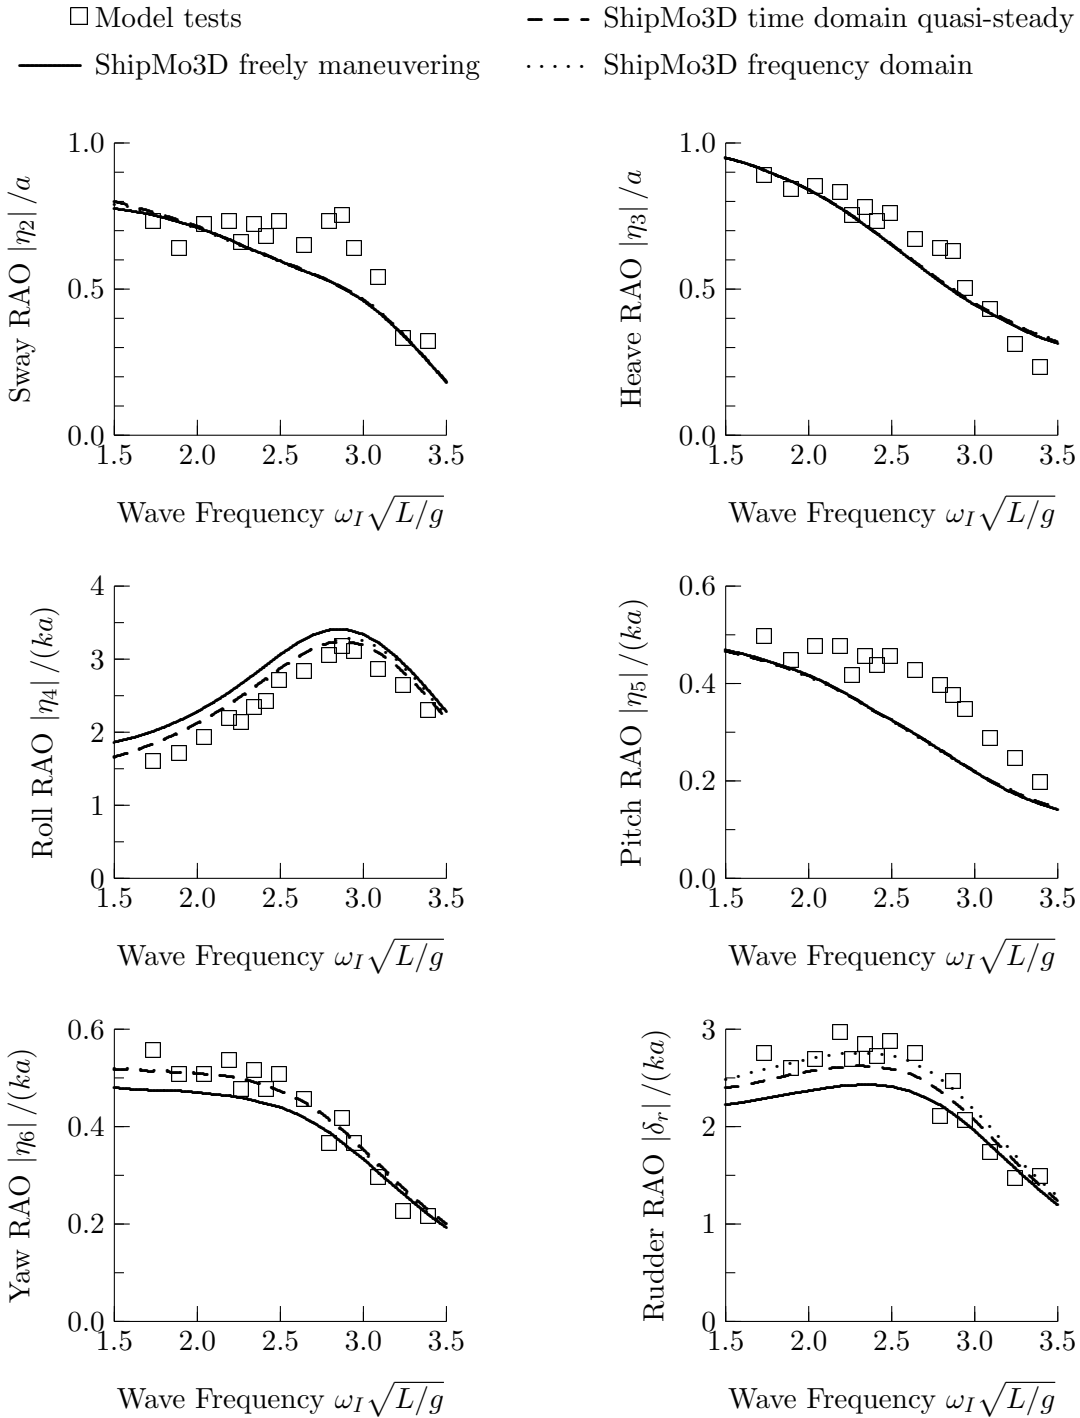 Model tests
ShipMo3D time domain quasi-steady
ShipMo3D freely maneuvering
ShipMo3D frequency domain
Sway RAO |η2| /a
1.0
0.5
0.0
1.5 2.0 2.5 3.0 3.5
Wave Frequency ωI√L/g
Heave RAO |η3| /a
1.0
0.5
0.0
1.5 2.0 2.5 3.0 3.5
Wave Frequency ωI√L/g
Roll RAO |η4| /(ka)
4
3
2
1
0
1.5 2.0 2.5 3.0 3.5
Wave Frequency ωI√L/g
Pitch RAO |η5| /(ka)
0.6
0.4
0.2
0.0
1.5 2.0 2.5 3.0 3.5
Wave Frequency ωI√L/g
Yaw RAO |η6| /(ka)
0.6
0.4
0.2
0.0
1.5 2.0 2.5 3.0 3.5
Wave Frequency ωI√L/g
Rudder RAO |δr| /(ka)
3
2
1
0
1.5 2.0 2.5 3.0 3.5
Wave Frequency ωI√L/g